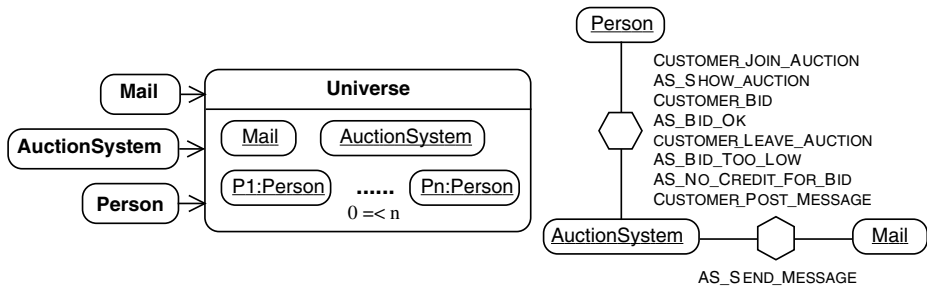 Mail
AuctionSystem
Person
Universe
Mail
AuctionSystem
P1:Person
......
Pn:Person
0 =< n
Person
CUSTOMER_JOIN_AUCTION
AS_SHOW_AUCTION
CUSTOMER_BID
AS_BID_OK
CUSTOMER_LEAVE_AUCTION
AS_BID_TOO_LOW
AS_NO_CREDIT_FOR_BID
CUSTOMER_POST_MESSAGE
AuctionSystem
Mail
AS_SEND_MESSAGE